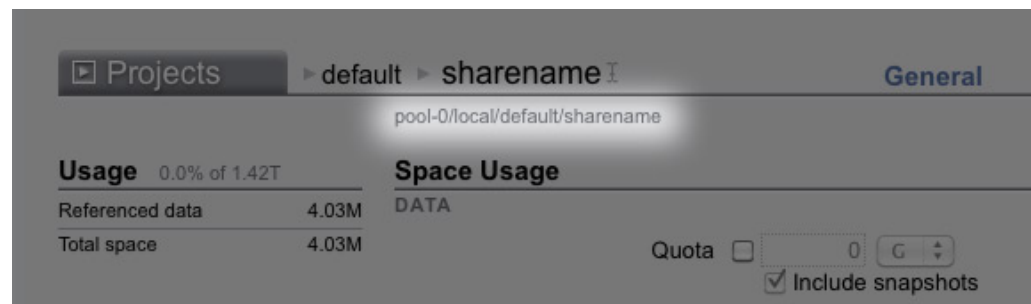 Projects default sharename General
pool-0/local/default/sharename
Usage 0.0% of 1.42T Space Usage
Referenced data 4.03M DATA
Total space 4.03M Quota 0 G
Include snapshots